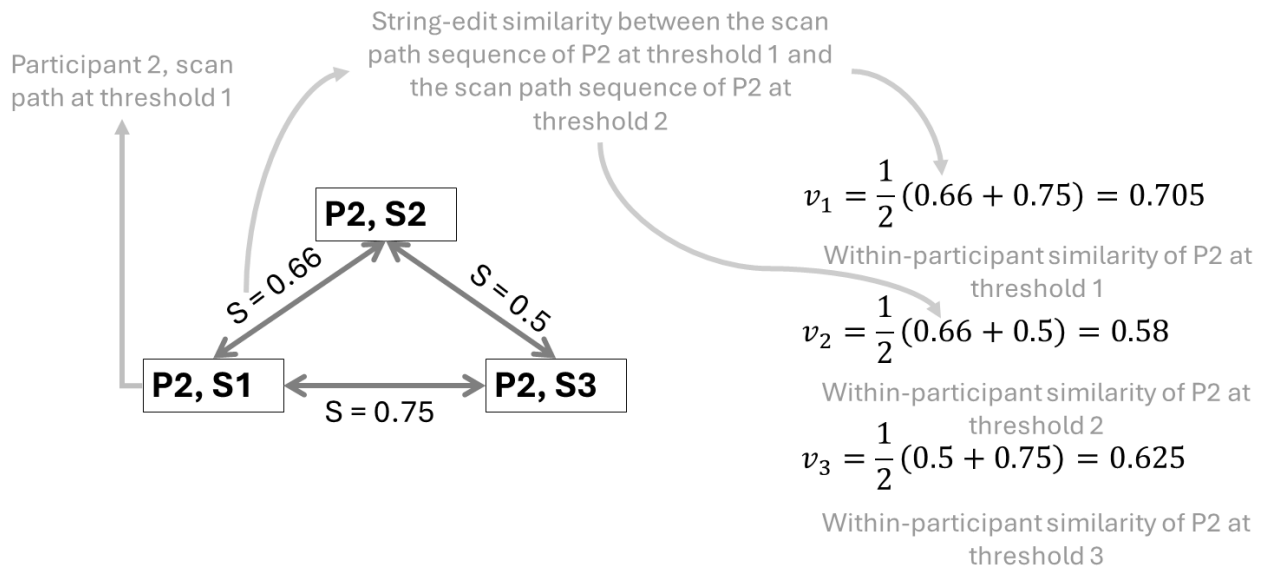 String-edit similarity between the scan
path sequence of P2 at threshold 1 and
the scan path sequence of P2 at
threshold 2
Participant 2, scan
path at threshold 1
P2, S2
S = 0.66
S = 0.5
P2, S1
P2, S3
S = 0.75
v₁ = 1/2 (0.66 + 0.75) = 0.705
Within-participant similarity of P2 at
threshold 1
v₂ = 1/2 (0.66 + 0.5) = 0.58
Within-participant similarity of P2 at
threshold 2
v₃ = 1/2 (0.5 + 0.75) = 0.625
Within-participant similarity of P2 at
threshold 3